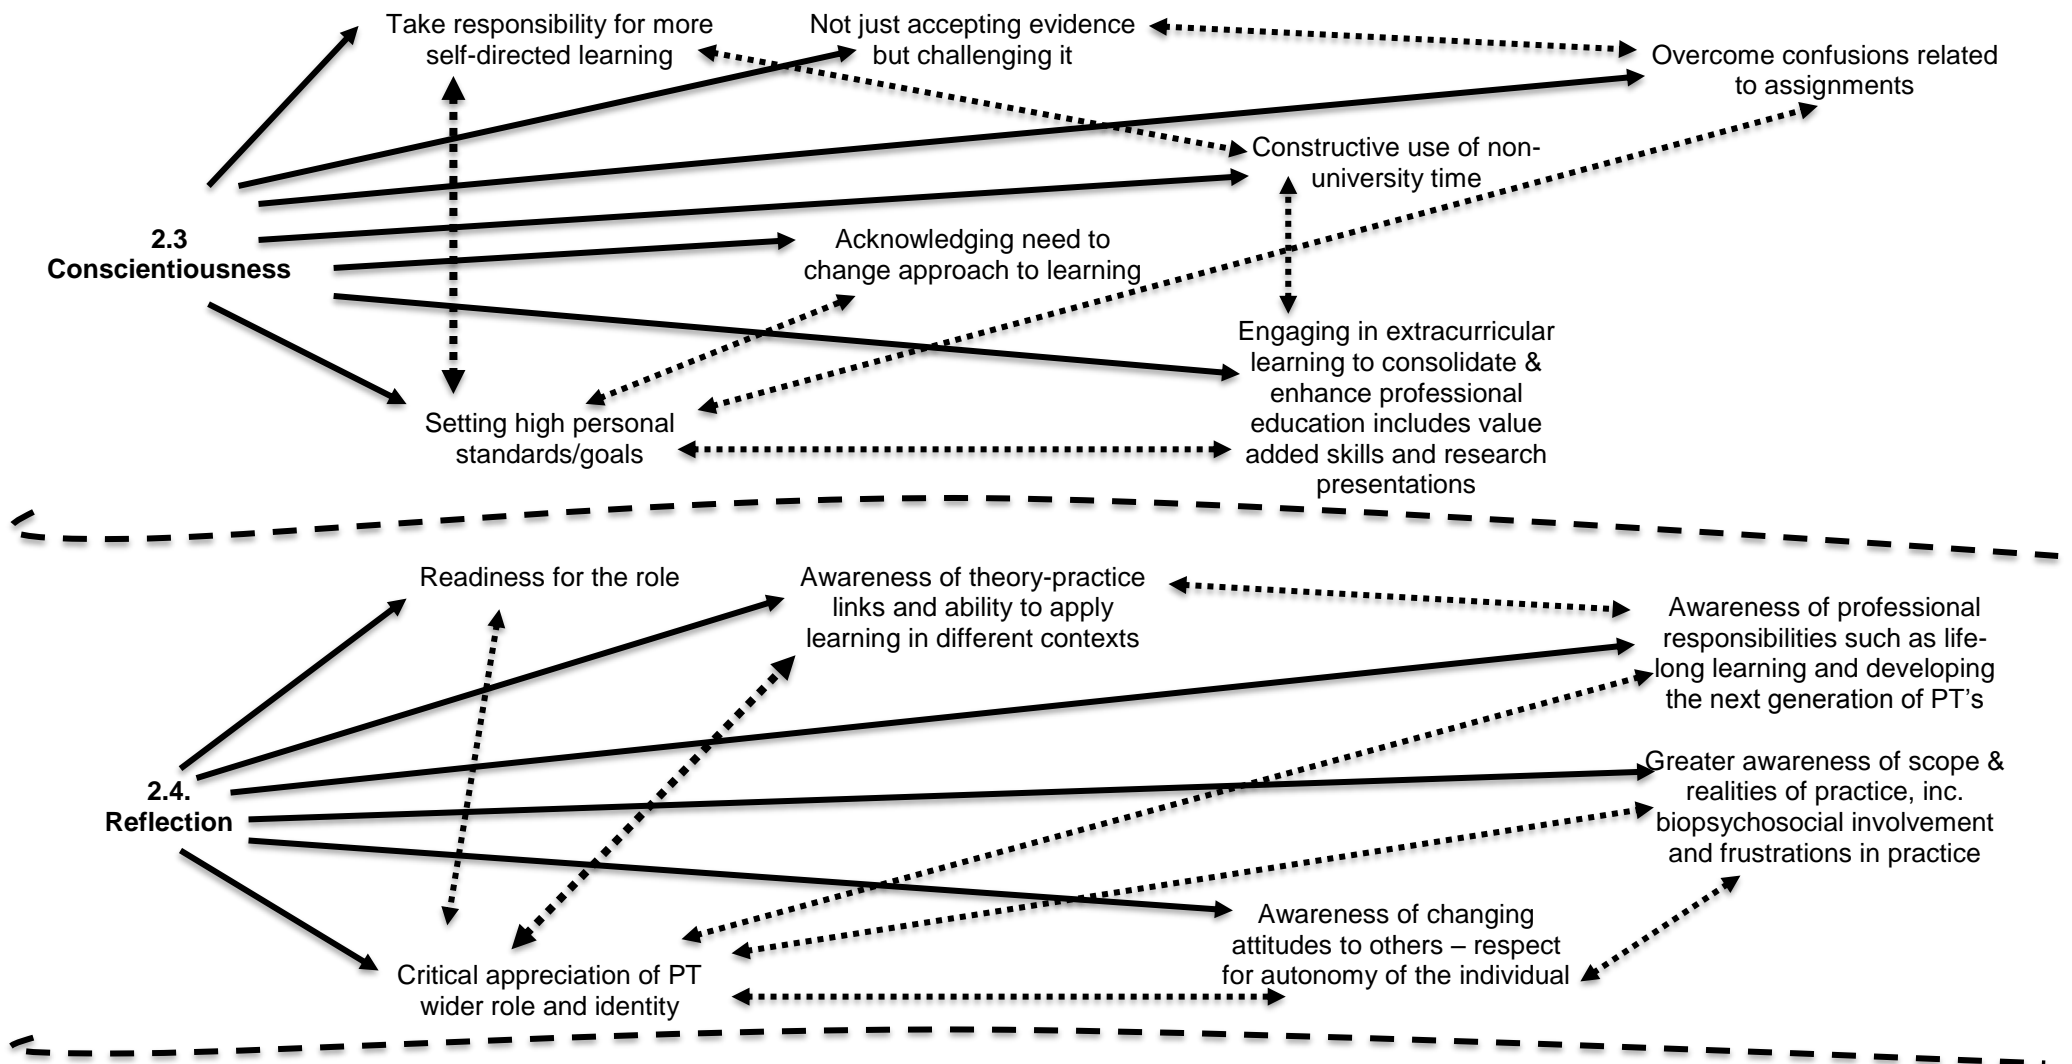 Take responsibility for more
self-directed learning
Not just accepting evidence
but challenging it
Overcome confusions related
to assignments
Constructive use of non-
university time
2.3
Conscientiousness
Acknowledging need to
change approach to learning
Engaging in extracurricular
learning to consolidate &
enhance professional
education includes value
added skills and research
presentations
Setting high personal
standards/goals
Readiness for the role
Awareness of theory-practice
links and ability to apply
learning in different contexts
Awareness of professional
responsibilities such as life-
long learning and developing
the next generation of PT's
2.4.
Reflection
Greater awareness of scope &
realities of practice, inc.
biopsychosocial involvement
and frustrations in practice
Awareness of changing
attitudes to others – respect
for autonomy of the individual
Critical appreciation of PT
wider role and identity